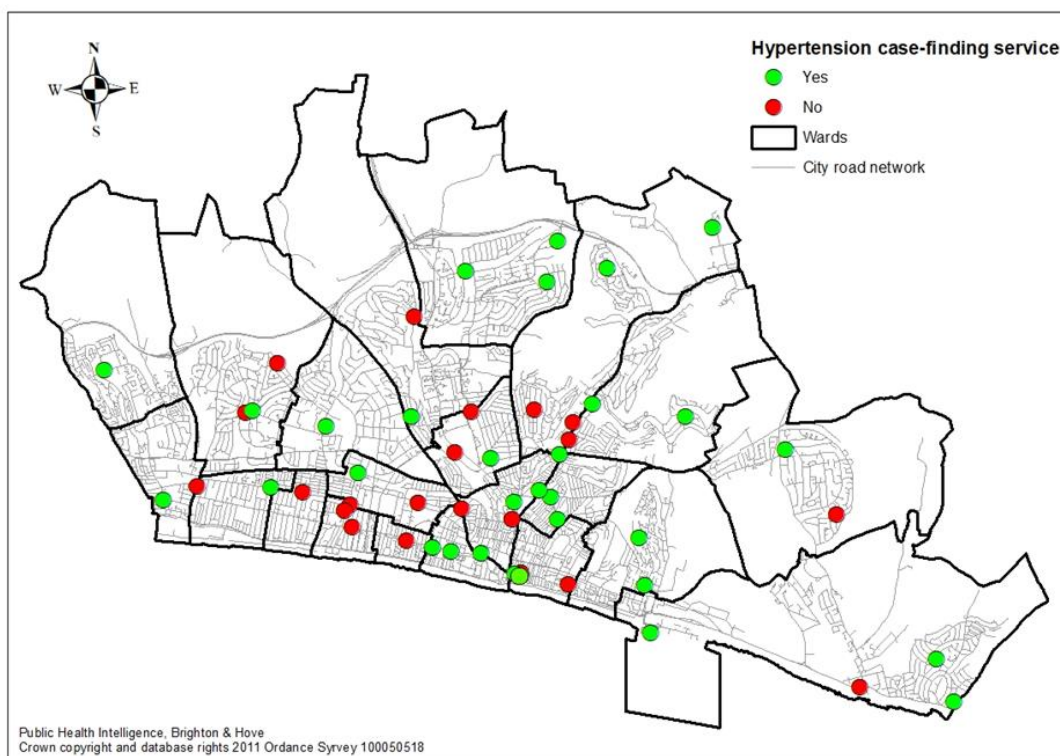 Hypertension case-finding service
N
W E
S
Yes
No
Wards
City road network
Public Health Intelligence, Brighton & Hove
Crown copyright and database rights 2011 Ordance Syrvey 100050518